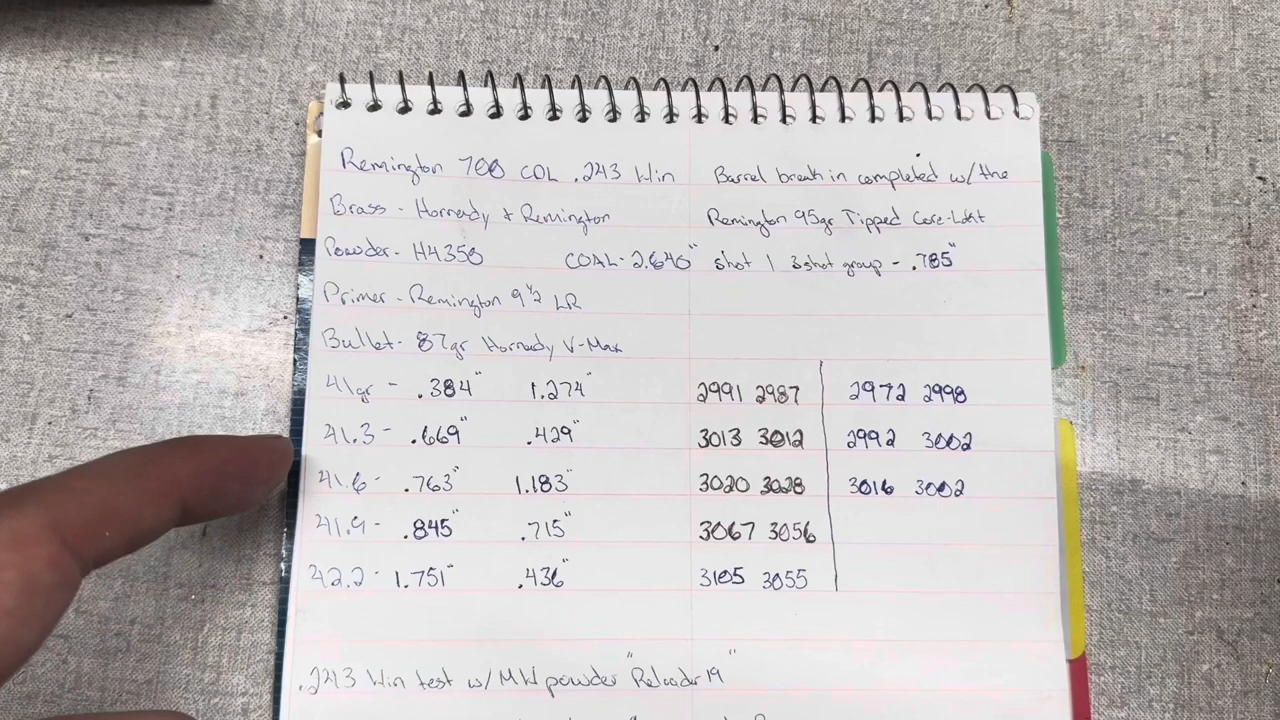 Remington 700 CDL .243 Win Barrel break in completed w/the
Brass - Hornady & Remington Remington 95gr Tipped Core-Lokt
Powder - H4350 COAL - 2.640" shot 1 3 shot group - .785"
Primer - Remington 9 1/2 LR
Bullet - 87gr Hornady V-Max
41gr - .384" 1.274" 2991 2987 2972 2998
41.3 - .669" .429" 3013 3012 2992 3002
41.6 - .763" 1.183" 3020 3028 3016 3002
41.9 - .845" .715" 3067 3056
42.2 - 1.751" .436" 3105 3055
.243 Win test w/ MW powder "Reloder 19"